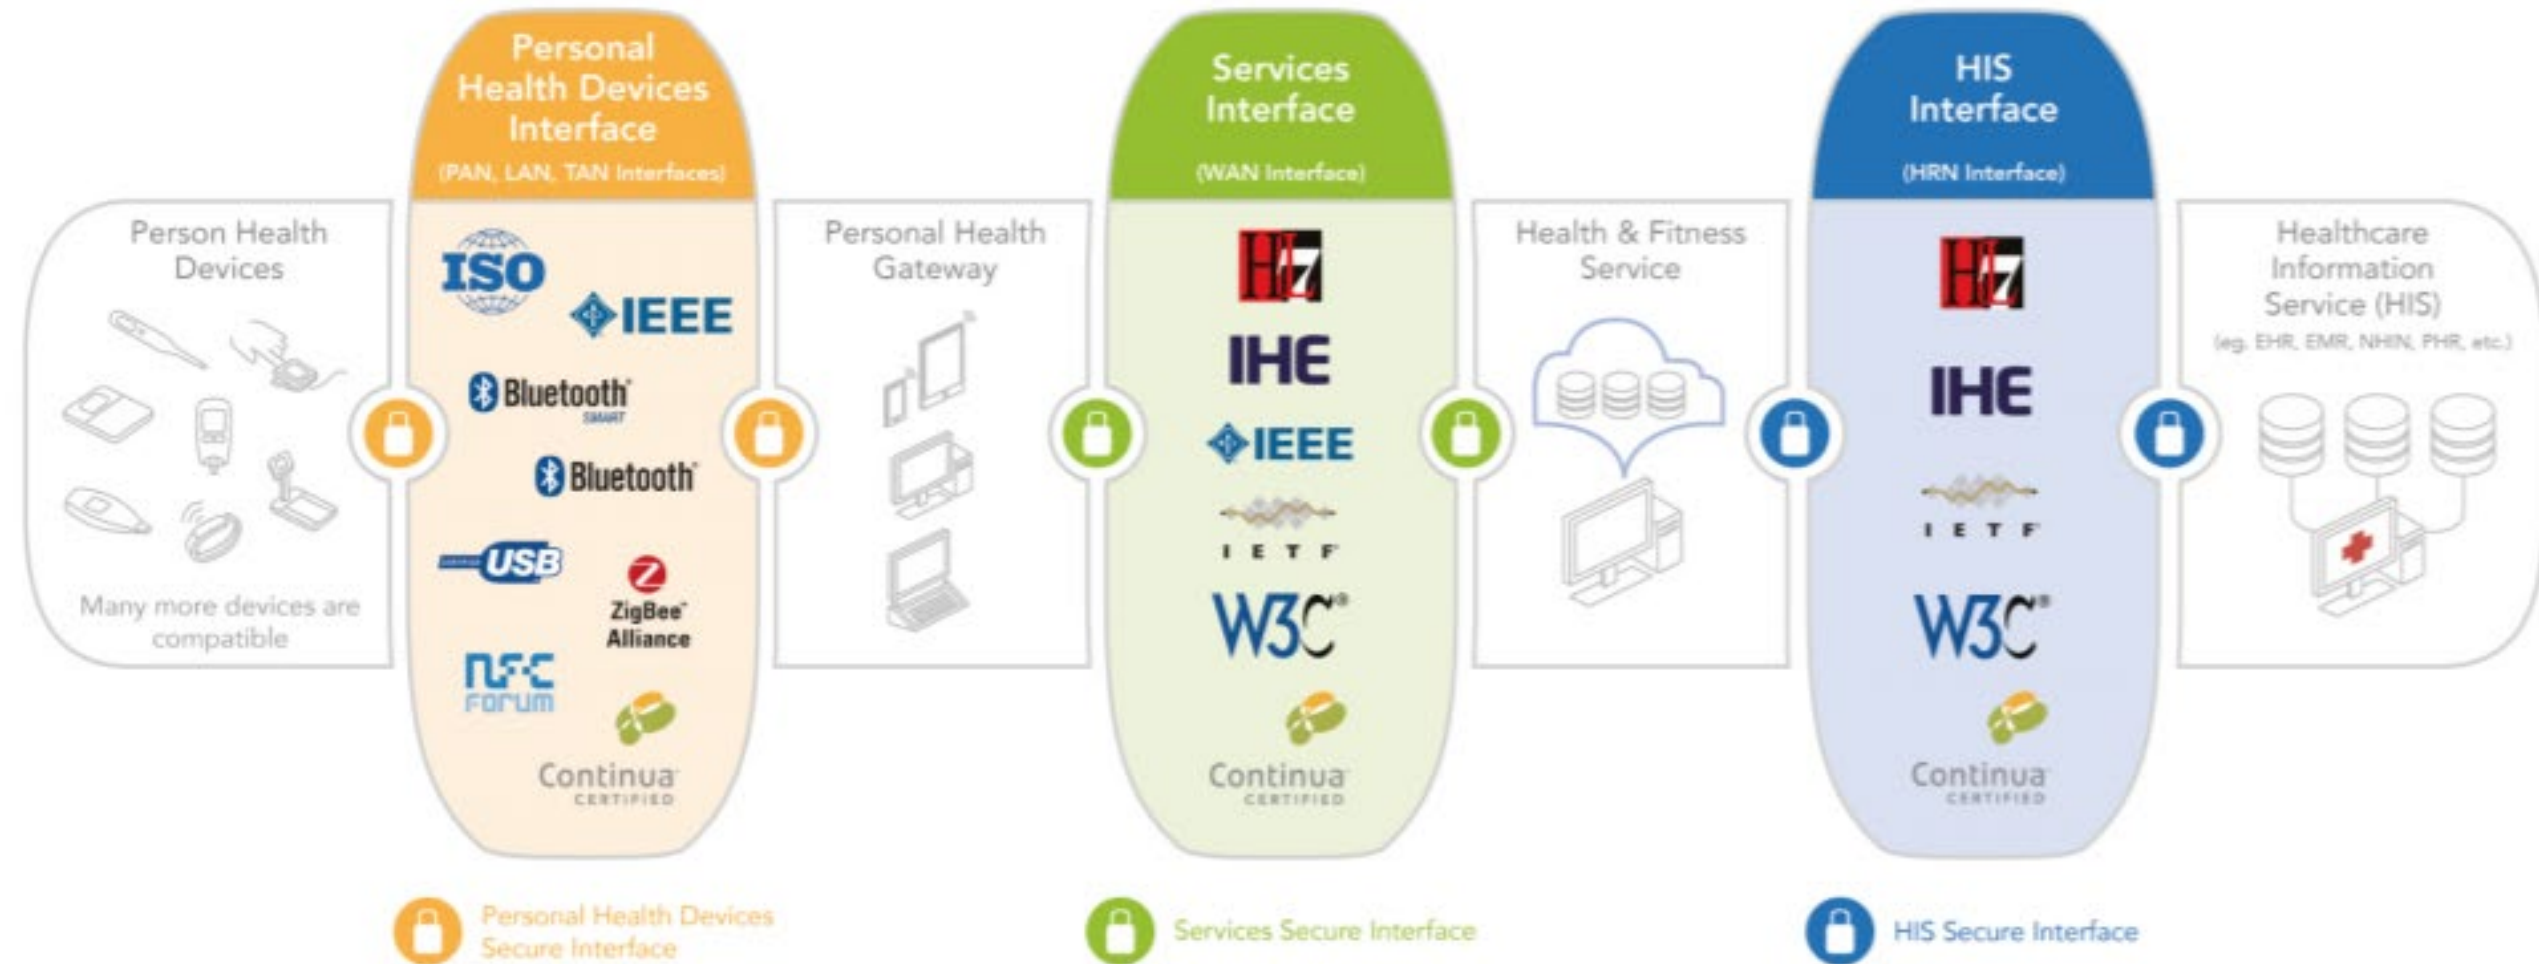 Person Health
Devices
Many more devices are
compatible
Personal
Health Devices
Interface
(PAN, LAN, TAN Interfaces)
ISO
IEEE
Bluetooth
SMART
Bluetooth
USB
ZigBee
Alliance
NFC
Forum
Continua
CERTIFIED
Personal Health
Gateway
Services
Interface
(WAN Interface)
HL7
IHE
IEEE
IETF
W3C®
Continua
CERTIFIED
Health & Fitness
Service
HIS
Interface
(HRN Interface)
HL7
IHE
IETF
W3C®
Continua
CERTIFIED
Healthcare
Information
Service (HIS)
(eg. EHR, EMR, NHIN, PHR, etc.)
Personal Health Devices
Secure Interface
Services Secure Interface
HIS Secure Interface